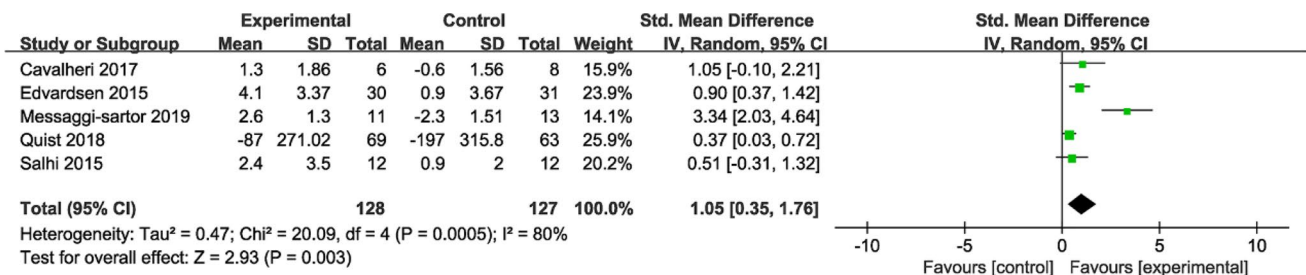 Experimental Control Std. Mean Difference Std. Mean Difference
Study or Subgroup Mean SD Total Mean SD Total Weight IV, Random, 95% CI IV, Random, 95% CI
Cavalheri 2017 1.3 1.86 6 -0.6 1.56 8 15.9% 1.05 [-0.10, 2.21]
Edvardsen 2015 4.1 3.37 30 0.9 3.67 31 23.9% 0.90 [0.37, 1.42]
Messaggi-sartor 2019 2.6 1.3 11 -2.3 1.51 13 14.1% 3.34 [2.03, 4.64]
Quist 2018 -87 271.02 69 -197 315.8 63 25.9% 0.37 [0.03, 0.72]
Salhi 2015 2.4 3.5 12 0.9 2 12 20.2% 0.51 [-0.31, 1.32]
Total (95% CI) 128 127 100.0% 1.05 [0.35, 1.76]
Heterogeneity: Tau² = 0.47; Chi² = 20.09, df = 4 (P = 0.0005); I² = 80%
Test for overall effect: Z = 2.93 (P = 0.003)
-10 -5 0 5 10
Favours [control] Favours [experimental]